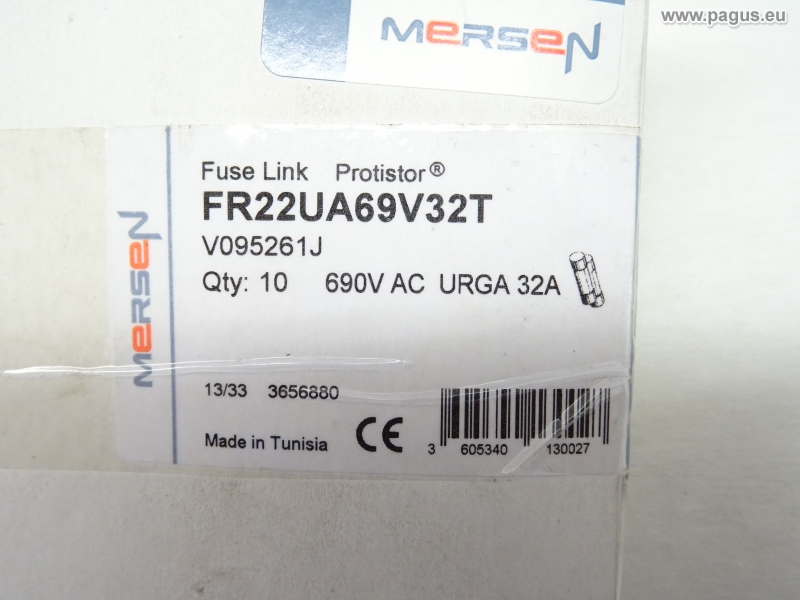 www.pagus.eu
MERSEN
Fuse Link Protistor®
FR22UA69V32T
V095261J
Qty: 10 690V AC URGA 32A
MERSEN
13/33 3656880
Made in Tunisia CE
3 605340 130027